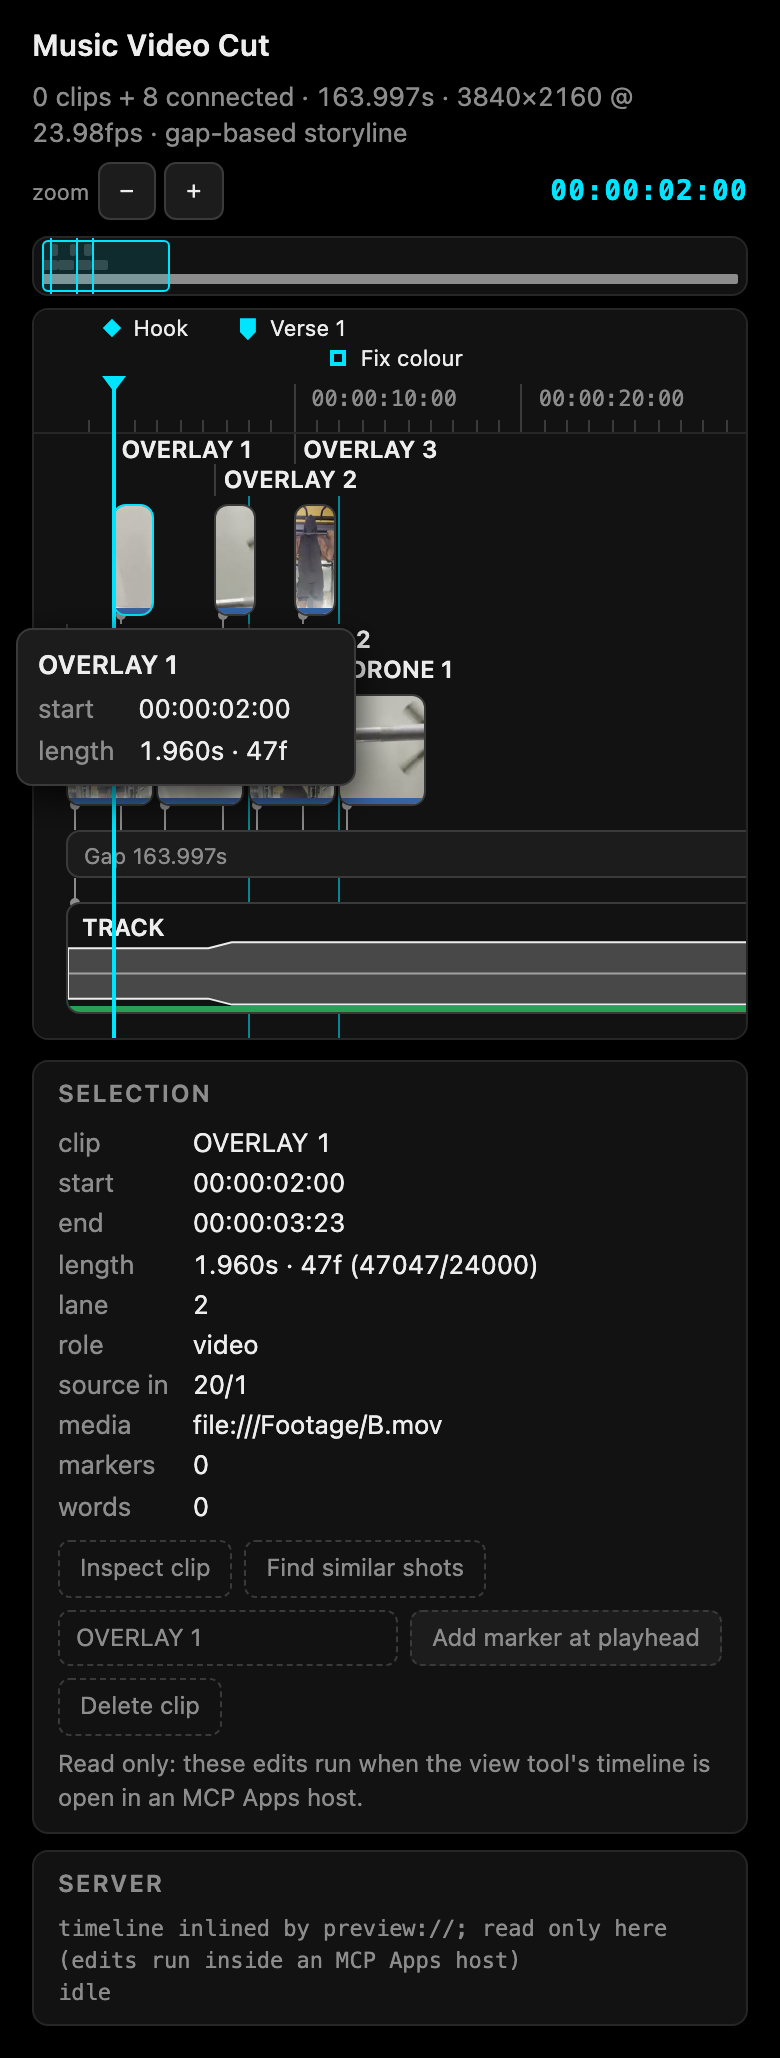 Music Video Cut
0 clips + 8 connected · 163.997s · 3840×2160 @
23.98fps · gap-based storyline
zoom − + 00:00:02:00
Hook Verse 1
Fix colour
00:00:10:00 00:00:20:00
OVERLAY 1 OVERLAY 3
OVERLAY 2
2
DRONE 1
OVERLAY 1
start 00:00:02:00
length 1.960s · 47f
Gap 163.997s
TRACK
SELECTION
clip OVERLAY 1
start 00:00:02:00
end 00:00:03:23
length 1.960s · 47f (47047/24000)
lane 2
role video
source in 20/1
media file:///Footage/B.mov
markers 0
words 0
Inspect clip Find similar shots
OVERLAY 1 Add marker at playhead
Delete clip
Read only: these edits run when the view tool's timeline is
open in an MCP Apps host.
SERVER
timeline inlined by preview://; read only here
(edits run inside an MCP Apps host)
idle